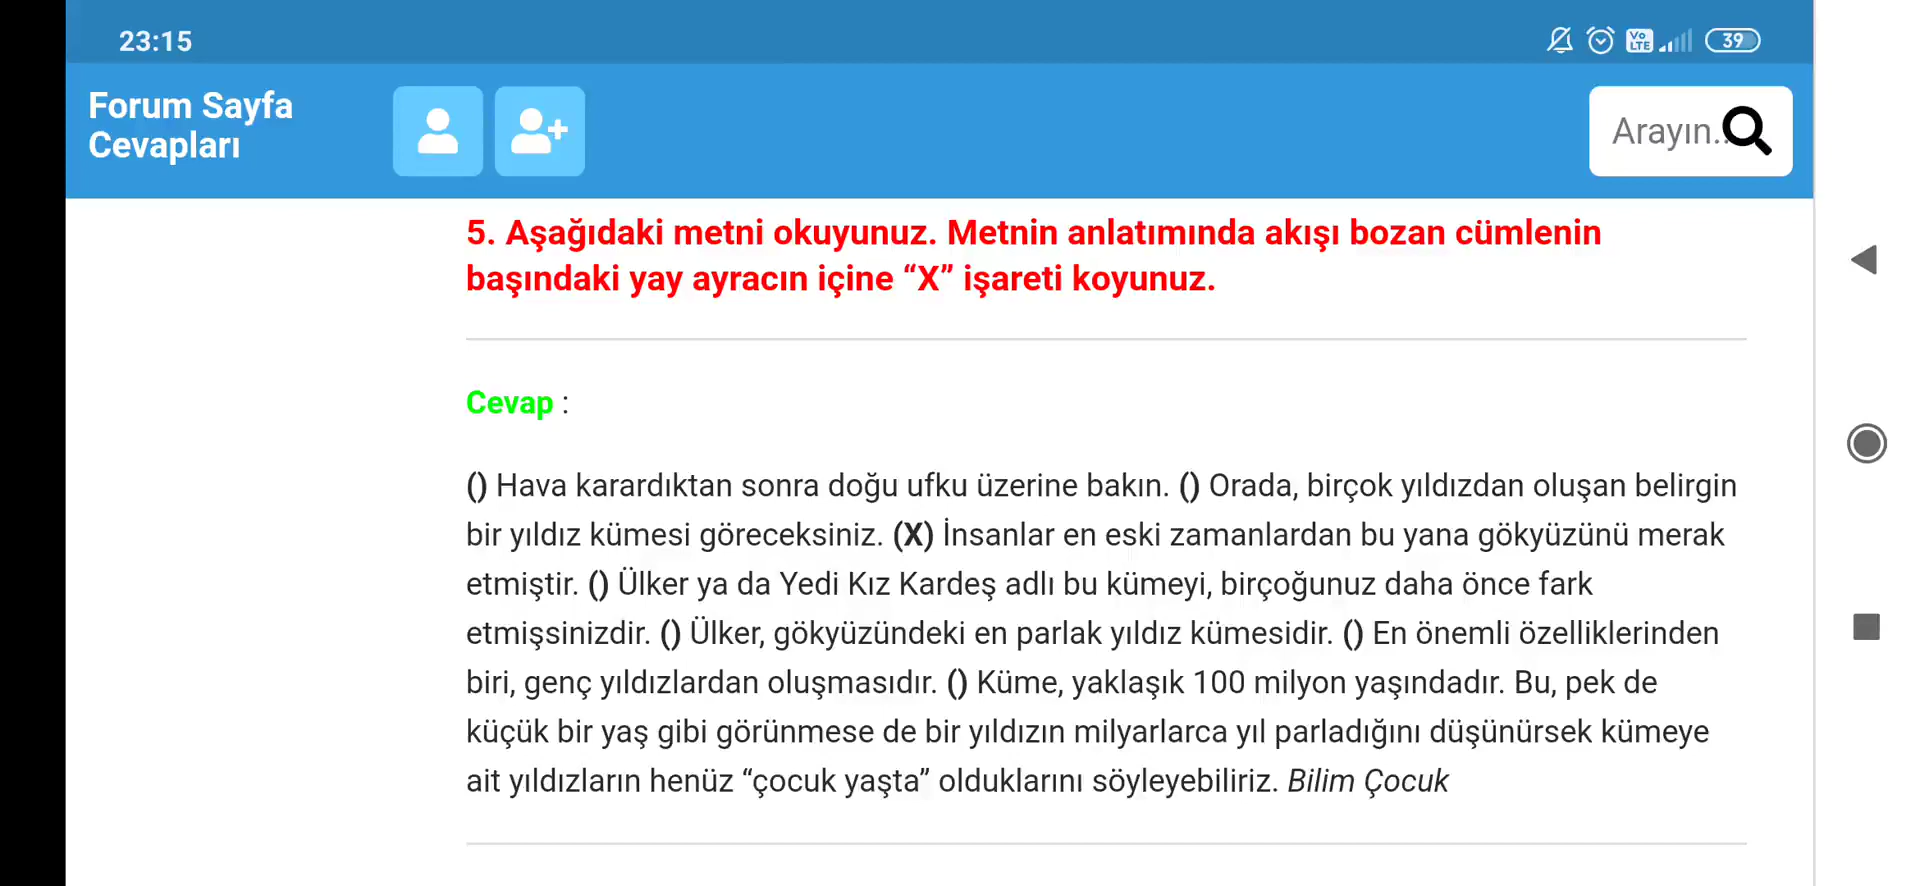 23:15
Vo LTE
39
Forum Sayfa
Cevapları
Arayın..
5. Aşağıdaki metni okuyunuz. Metnin anlatımında akışı bozan cümlenin
başındaki yay ayracın içine “X” işareti koyunuz.
Cevap :
() Hava karardıktan sonra doğu ufku üzerine bakın. () Orada, birçok yıldızdan oluşan belirgin
bir yıldız kümesi göreceksiniz. (X) İnsanlar en eski zamanlardan bu yana gökyüzünü merak
etmiştir. () Ülker ya da Yedi Kız Kardeş adlı bu kümeyi, birçoğunuz daha önce fark
etmişsinizdir. () Ülker, gökyüzündeki en parlak yıldız kümesidir. () En önemli özelliklerinden
biri, genç yıldızlardan oluşmasıdır. () Küme, yaklaşık 100 milyon yaşındadır. Bu, pek de
küçük bir yaş gibi görünmese de bir yıldızın milyarlarca yıl parladığını düşünürsek kümeye
ait yıldızların henüz “çocuk yaşta” olduklarını söyleyebiliriz. Bilim Çocuk